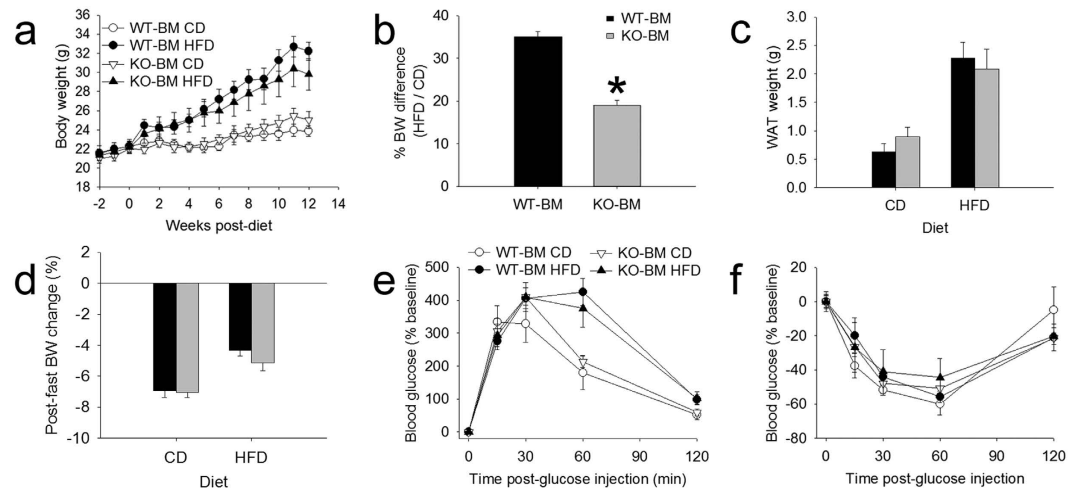 a
WT-BM CD
WT-BM HFD
KO-BM CD
KO-BM HFD
Body weight (g)
36
34
32
30
28
26
24
22
20
18
-2 0 2 4 6 8 10 12 14
Weeks post-diet
b
WT-BM
KO-BM
% BW difference
(HFD / CD)
40
30
20
10
0
*
WT-BM KO-BM
c
WAT weight (g)
3.0
2.5
2.0
1.5
1.0
0.5
0.0
CD HFD
Diet
d
Post-fast BW change (%)
2
0
-2
-4
-6
-8
-10
CD HFD
Diet
e
WT-BM CD KO-BM CD
WT-BM HFD KO-BM HFD
Blood glucose (% baseline)
500
400
300
200
100
0
0 30 60 90 120
Time post-glucose injection (min)
f
Blood glucose (% baseline)
20
0
-20
-40
-60
-80
0 30 60 90 120
Time post-glucose injection